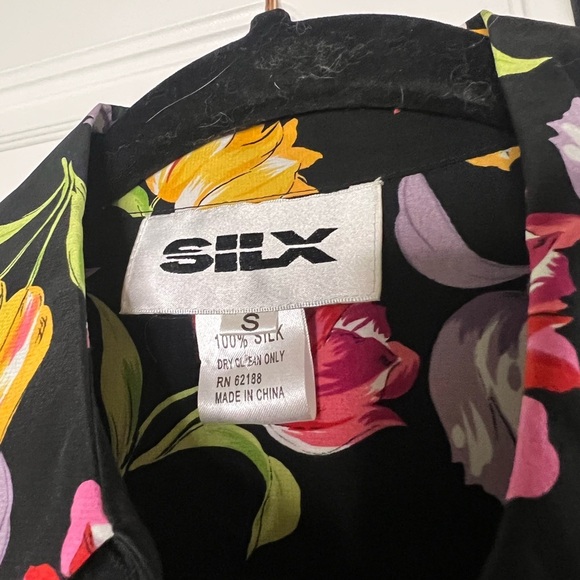 SILX
S
100% SILK
DRY CLEAN ONLY
RN 62188
MADE IN CHINA